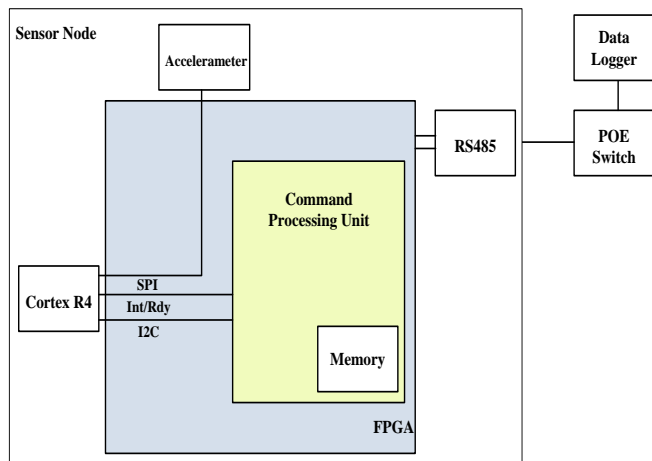 Sensor Node
Accelerameter
Data
Logger
RS485
POE
Switch
Command
Processing Unit
Cortex R4
SPI
Int/Rdy
I2C
Memory
FPGA